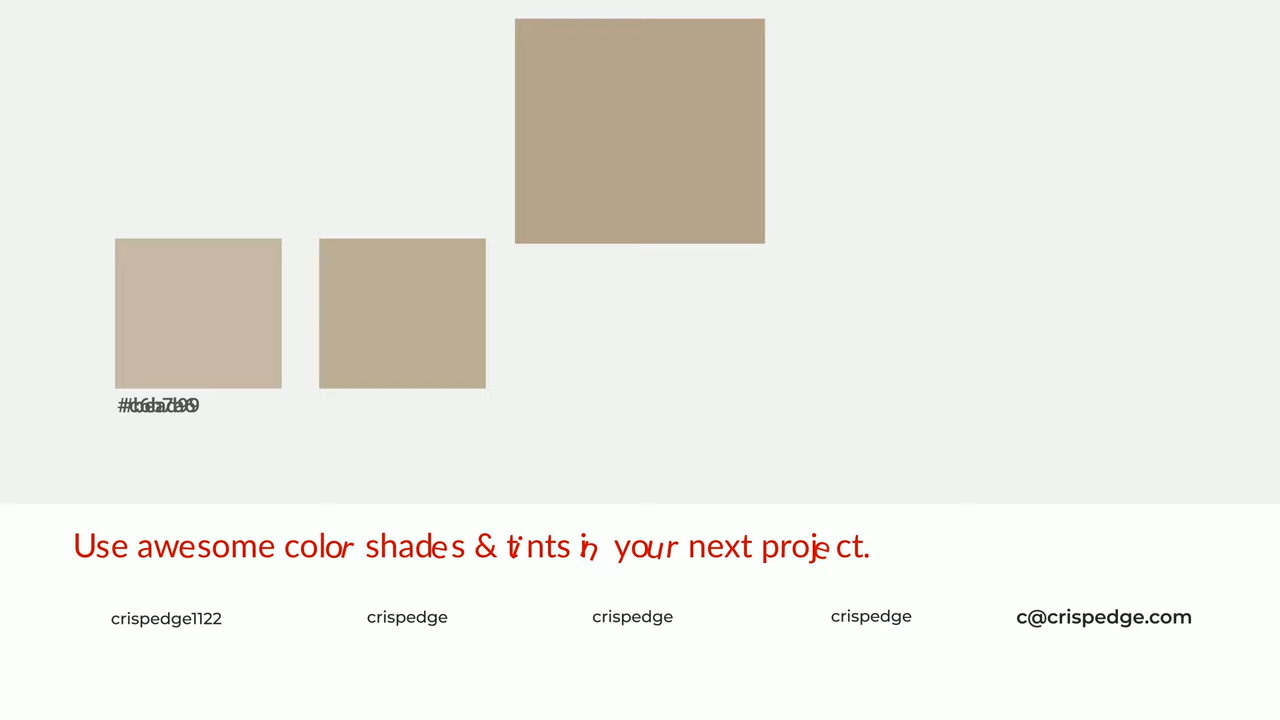 Use awesome color shades & tints in your next project.
crispedge1122 crispedge crispedge crispedge c@crispedge.com